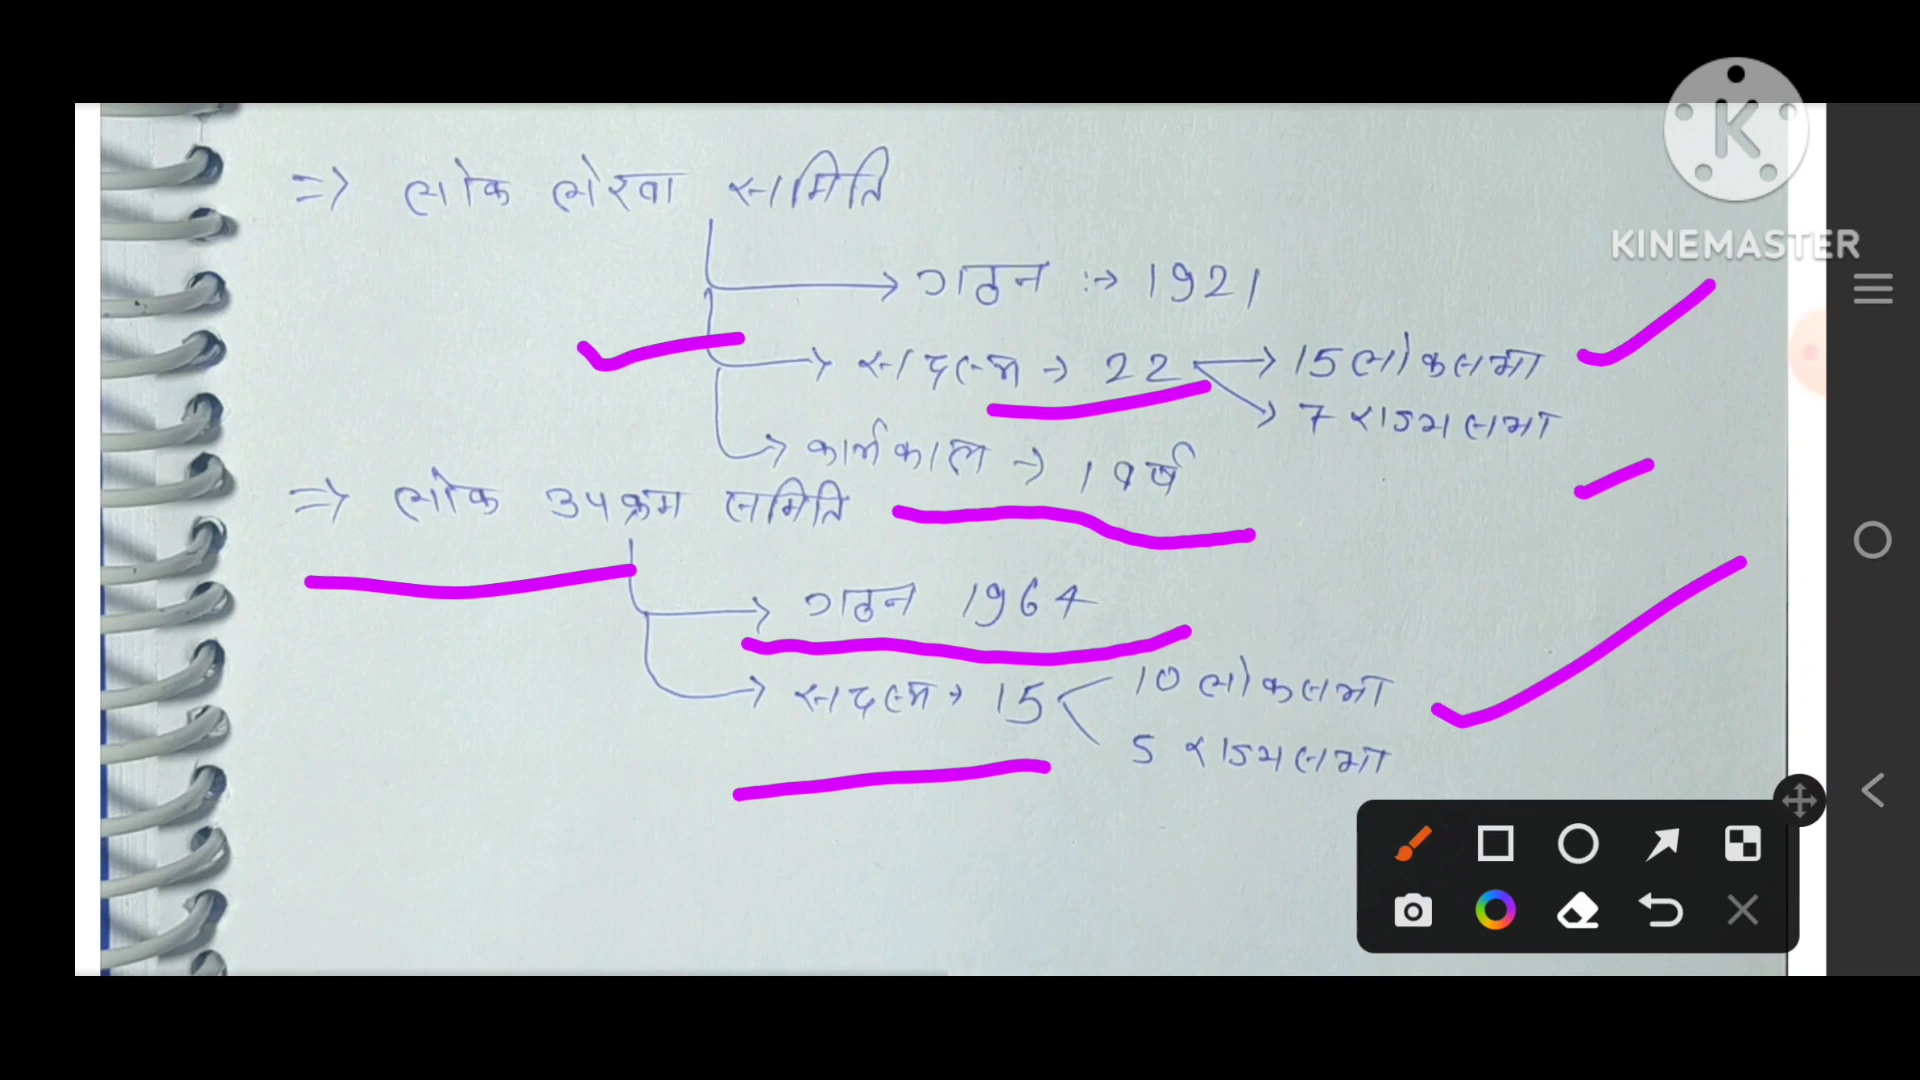 => लोक लेखा समिति
KINEMASTER
→ गठन :→ 1921
→ सदस्य → 22 → 15 लोकसभा
→ 7 राज्यसभा
→ कार्यकाल → 1 वर्ष
=> लोक उपक्रम समिति
→ गठन 1964
→ सदस्य → 15 < 10 लोकसभा
5 राज्यसभा